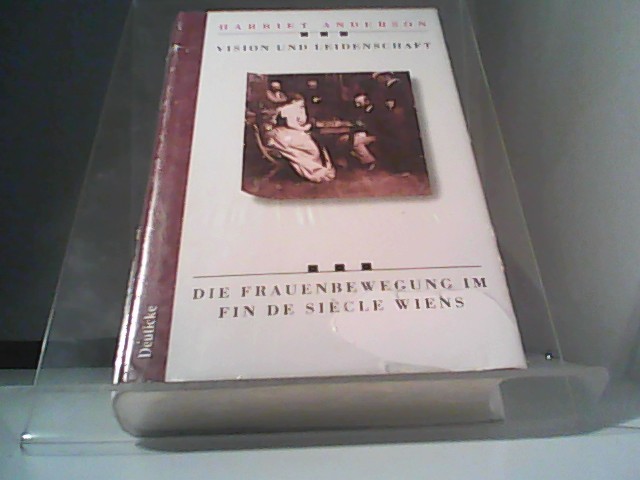 HARRIET ANDERSON
VISION UND LEIDENSCHAFT
DIE FRAUENBEWEGUNG IM
FIN DE SIÈCLE WIENS
Deuticke